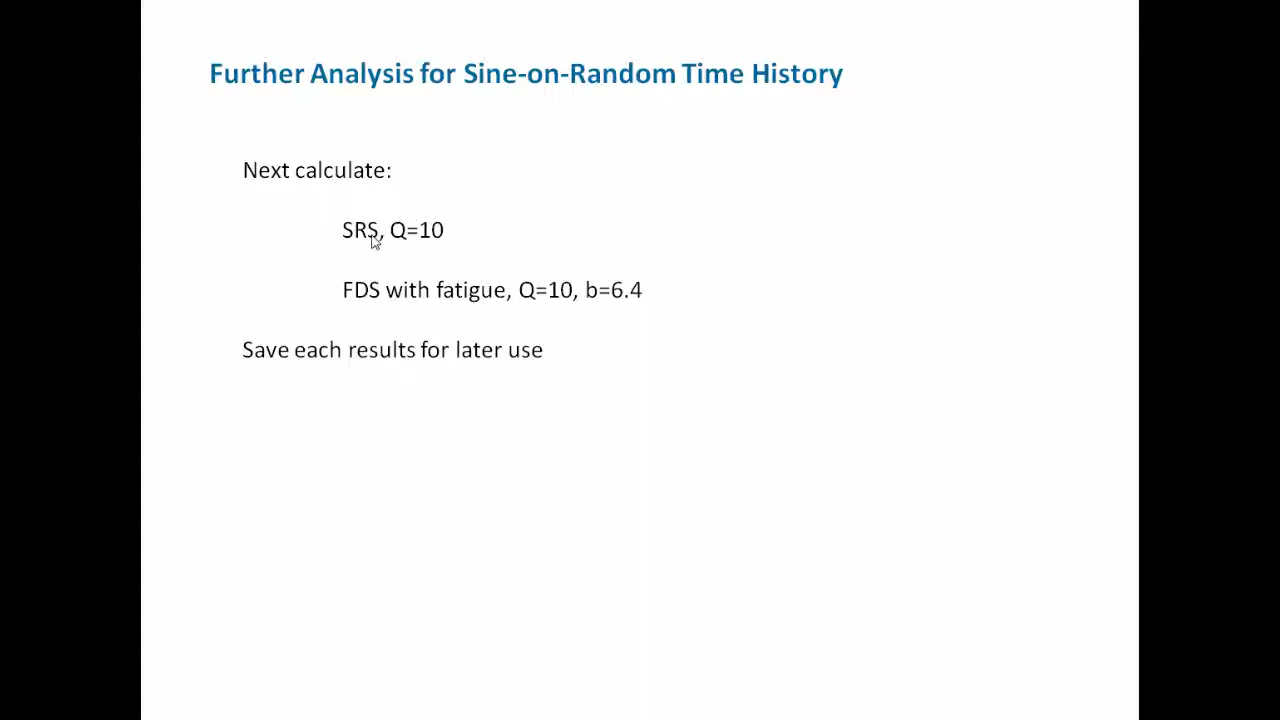 Further Analysis for Sine-on-Random Time History
Next calculate:
SRS, Q=10
FDS with fatigue, Q=10, b=6.4
Save each results for later use